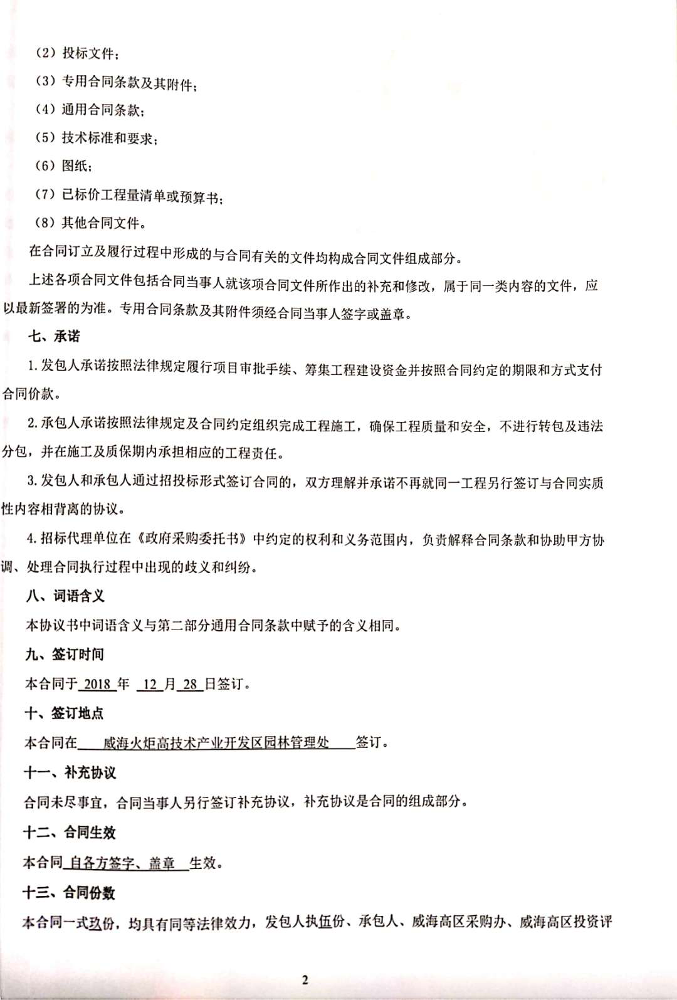 （2）投标文件；
（3）专用合同条款及其附件；
（4）通用合同条款；
（5）技术标准和要求；
（6）图纸；
（7）已标价工程量清单或预算书；
（8）其他合同文件。
在合同订立及履行过程中形成的与合同有关的文件均构成合同文件组成部分。
上述各项合同文件包括合同当事人就该项合同文件所作出的补充和修改，属于同一类内容的文件，应
以最新签署的为准。专用合同条款及其附件须经合同当事人签字或盖章。
七、承诺
1.发包人承诺按照法律规定履行项目审批手续、筹集工程建设资金并按照合同约定的期限和方式支付
合同价款。
2.承包人承诺按照法律规定及合同约定组织完成工程施工，确保工程质量和安全，不进行转包及违法
分包，并在施工及质保期内承担相应的工程责任。
3.发包人和承包人通过招投标形式签订合同的，双方理解并承诺不再就同一工程另行签订与合同实质
性内容相背离的协议。
4.招标代理单位在《政府采购委托书》中约定的权利和义务范围内，负责解释合同条款和协助甲方协
调、处理合同执行过程中出现的歧义和纠纷。
八、词语含义
本协议书中词语含义与第二部分通用合同条款中赋予的含义相同。
九、签订时间
本合同于 2018 年 12 月 28 日签订。
十、签订地点
本合同在 威海火炬高技术产业开发区园林管理处 签订。
十一、补充协议
合同未尽事宜，合同当事人另行签订补充协议，补充协议是合同的组成部分。
十二、合同生效
本合同 自各方签字、盖章 生效。
十三、合同份数
本合同一式玖份，均具有同等法律效力，发包人执伍份、承包人、威海高区采购办、威海高区投资评
2